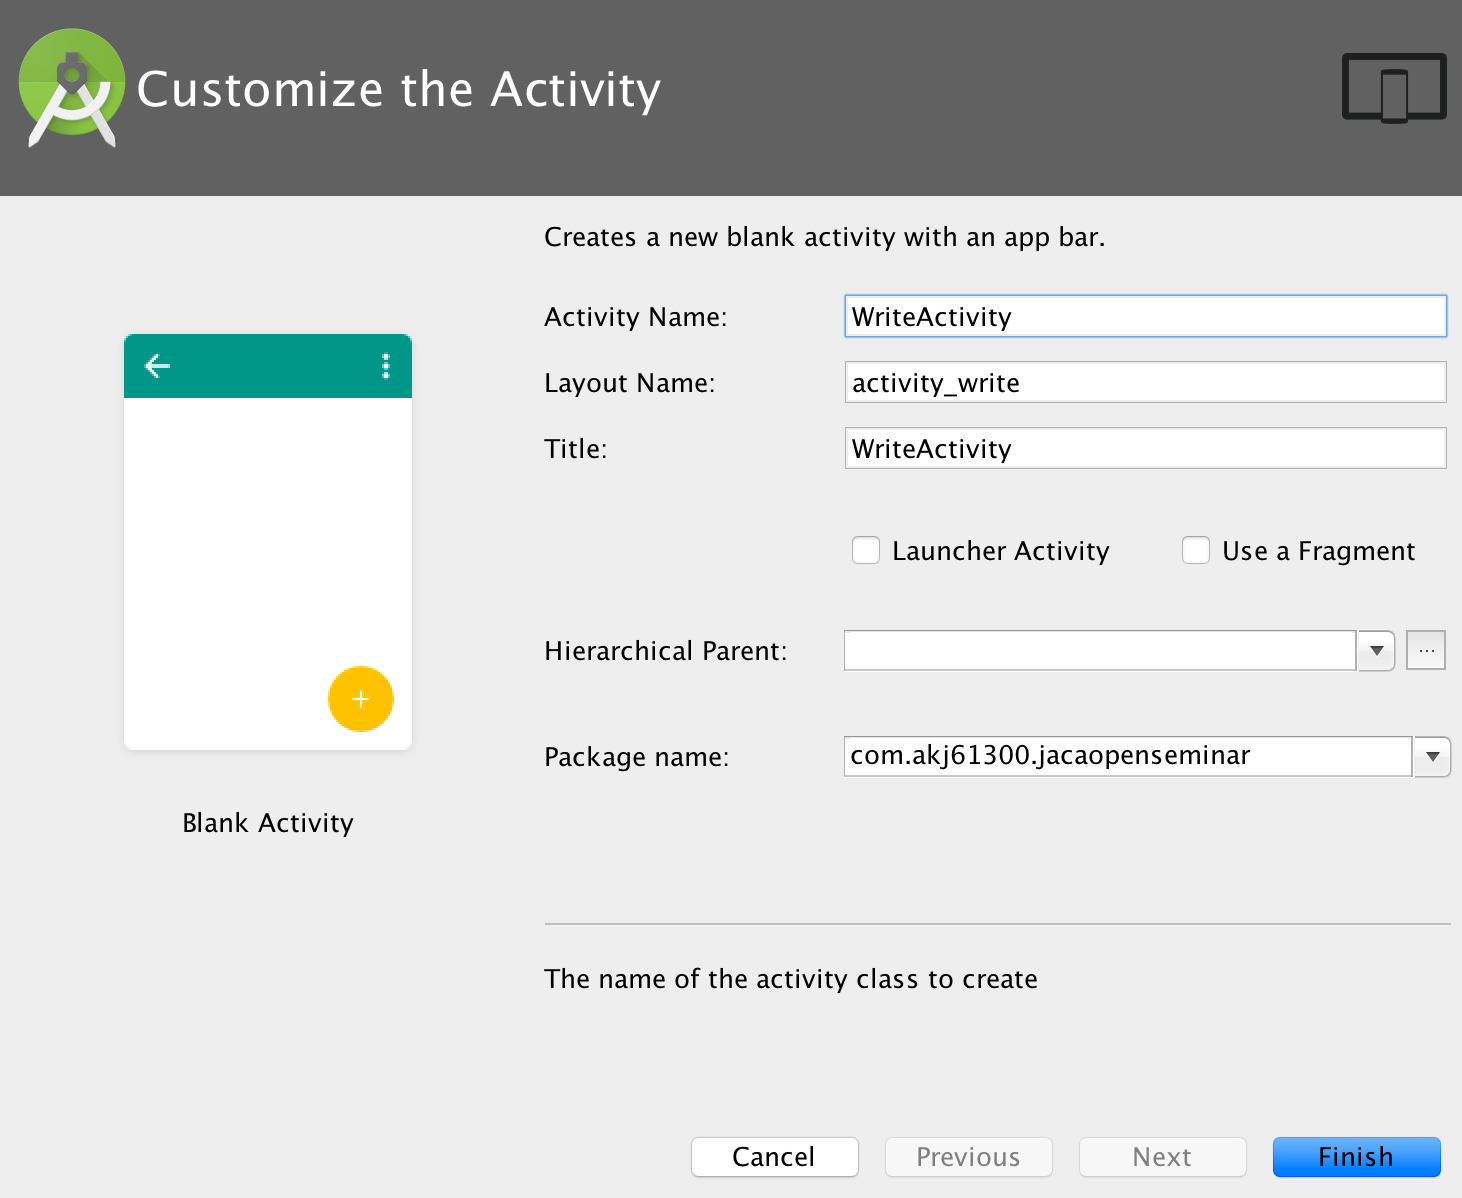 Customize the Activity
Creates a new blank activity with an app bar.
Activity Name: WriteActivity
Layout Name: activity_write
Title: WriteActivity
Launcher Activity Use a Fragment
Hierarchical Parent: ...
Package name: com.akj61300.jacaopenseminar
Blank Activity
The name of the activity class to create
Cancel Previous Next Finish